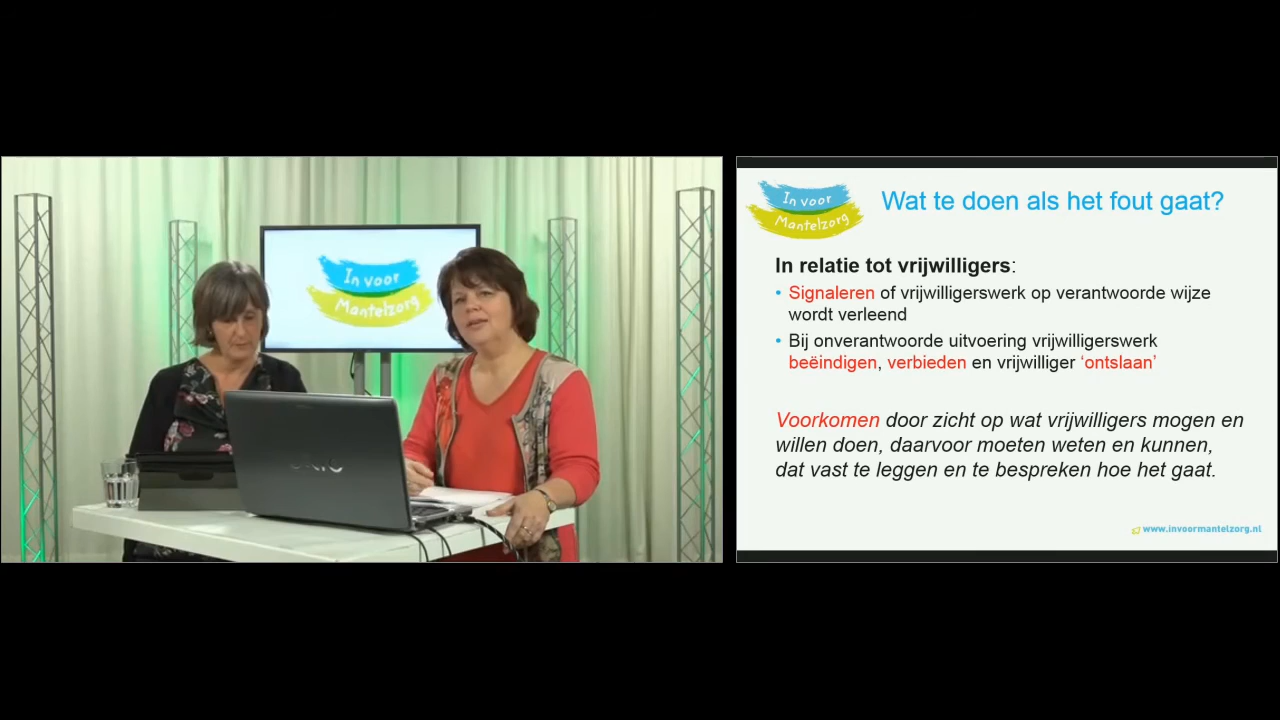 In voor
Mantelzorg
In voor
Mantelzorg
Wat te doen als het fout gaat?
In relatie tot vrijwilligers:
• Signaleren of vrijwilligerswerk op verantwoorde wijze
wordt verleend
• Bij onverantwoorde uitvoering vrijwilligerswerk
beëindigen, verbieden en vrijwilliger ‘ontslaan’
Voorkomen door zicht op wat vrijwilligers mogen en
willen doen, daarvoor moeten weten en kunnen,
dat vast te leggen en te bespreken hoe het gaat.
www.invoormantelzorg.nl